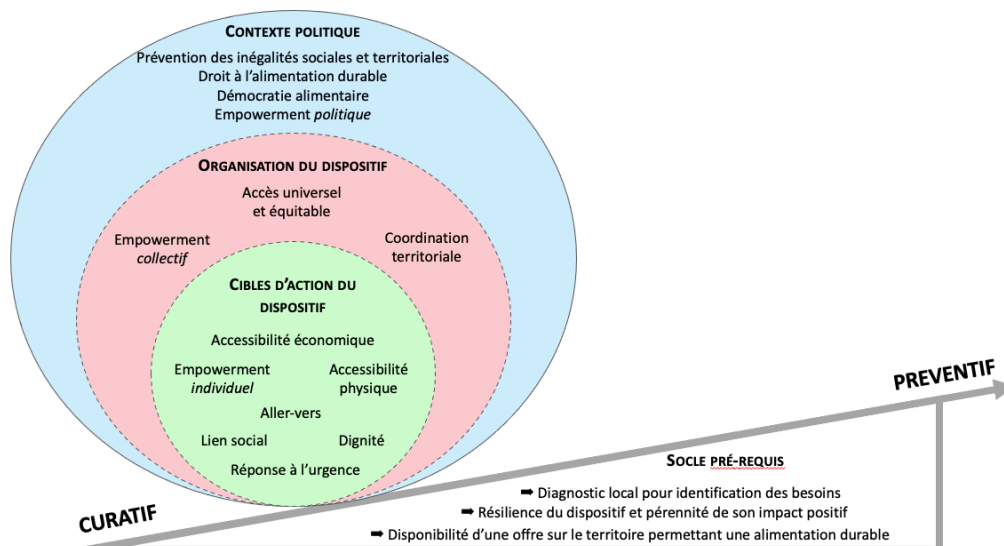 CONTEXTE POLITIQUE
Prévention des inégalités sociales et territoriales
Droit à l'alimentation durable
Démocratie alimentaire
Empowerment politique
ORGANISATION DU DISPOSITIF
Accès universel
et équitable
Empowerment
collectif
Coordination
territoriale
CIBLES D'ACTION DU
DISPOSITIF
Accessibilité économique
Empowerment
individuel
Accessibilité
physique
Aller-vers
Lien social
Dignité
Réponse à l'urgence
CURATIF
PREVENTIF
SOCLE PRÉ-REQUIS
➡ Diagnostic local pour identification des besoins
➡ Résilience du dispositif et pérennité de son impact positif
➡ Disponibilité d'une offre sur le territoire permettant une alimentation durable